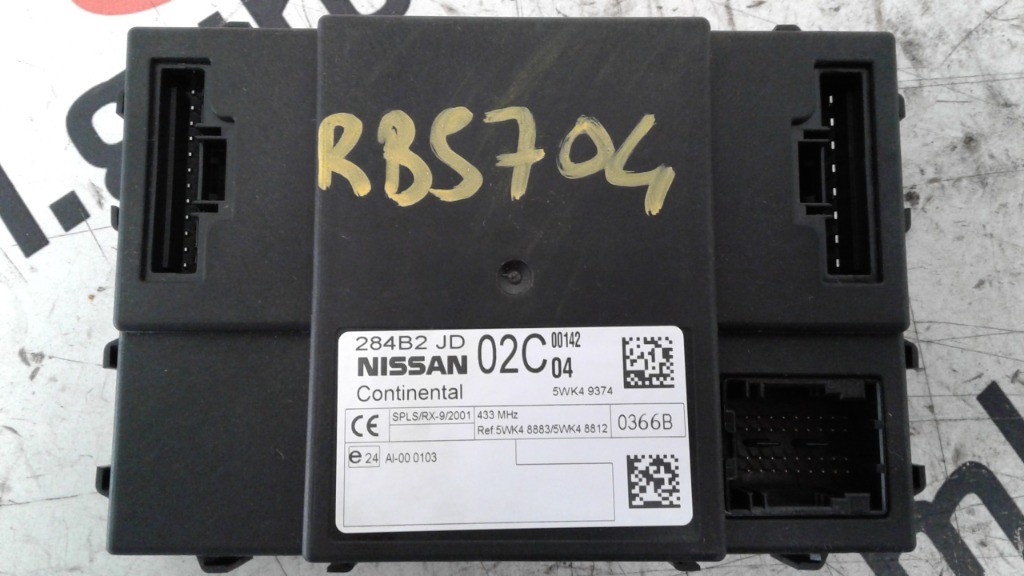 RBS704
284B2 JD 02C 00142
NISSAN 04
Continental 5WK4 9374
CE SPLS/RX-9/2001 433 MHz 0366B
Ref.5WK4 8883/5WK4 8812
e 24 AI-00 0103